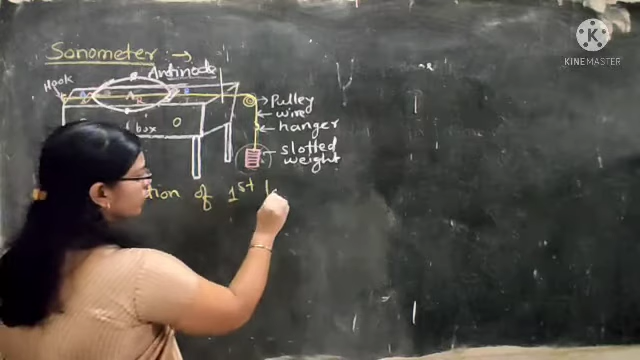 Sonometer →
Antinode
Hook
Pulley
wire
hanger
slotted
weight
box
tion of 1st
KINEMASTER